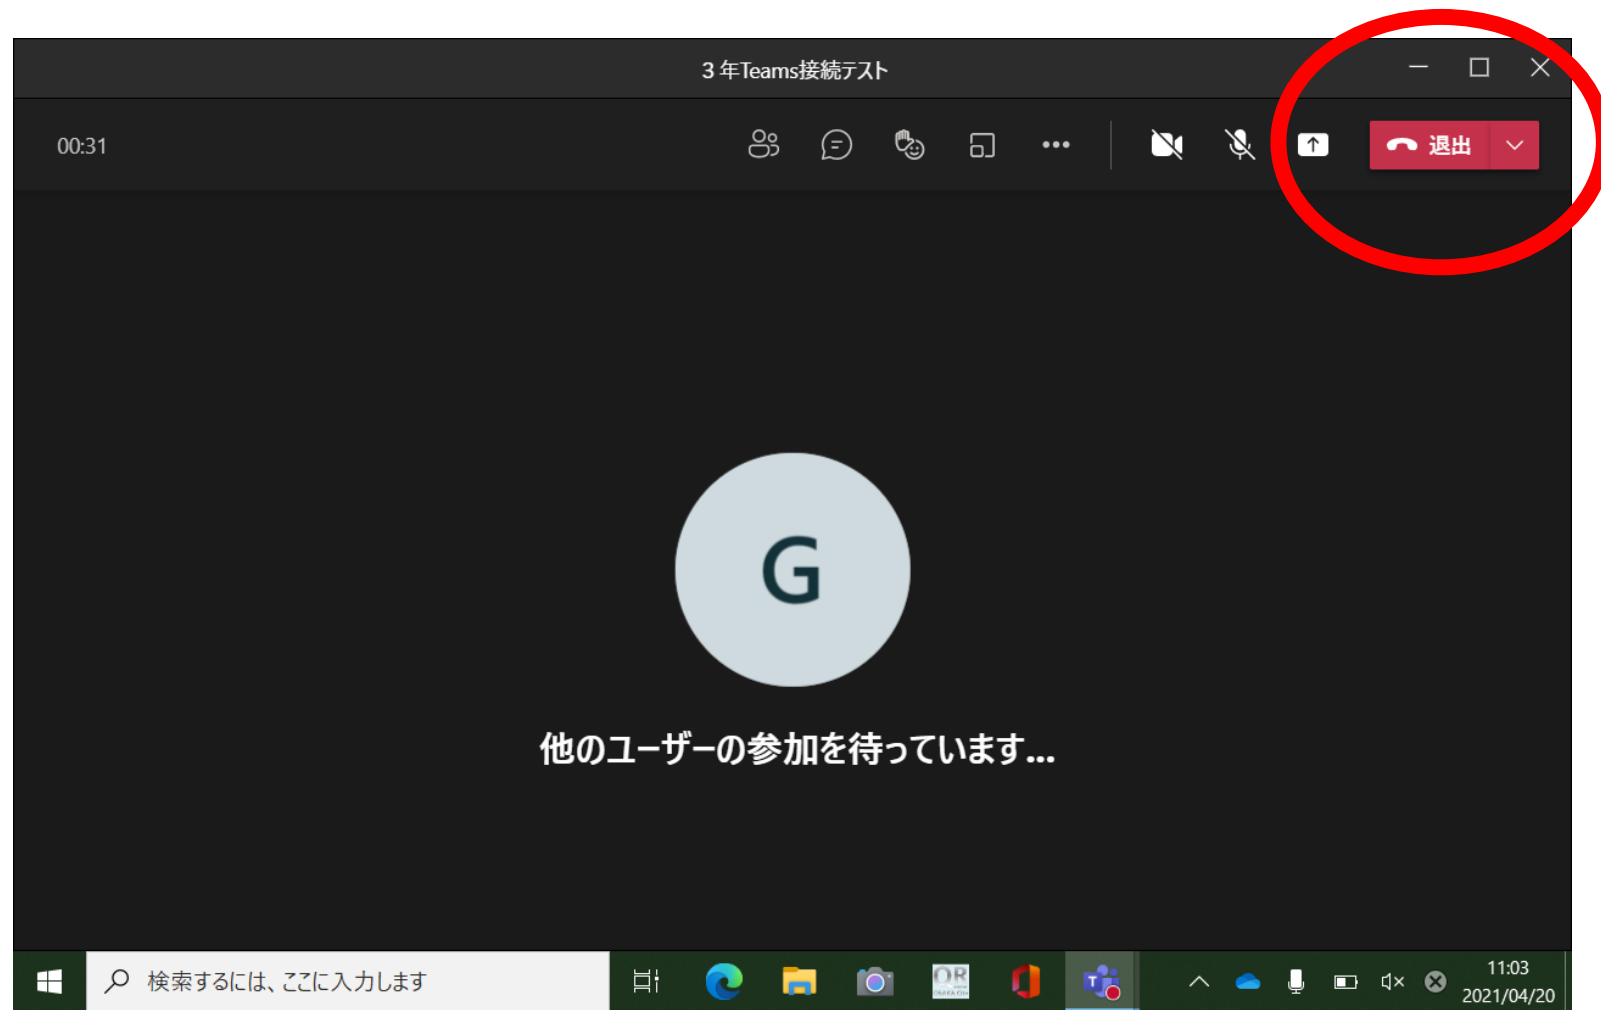 ３年Teams接続テスト
00:31
退出
G
他のユーザーの参加を待っています...
検索するには、ここに入力します
QR
11:03
2021/04/20